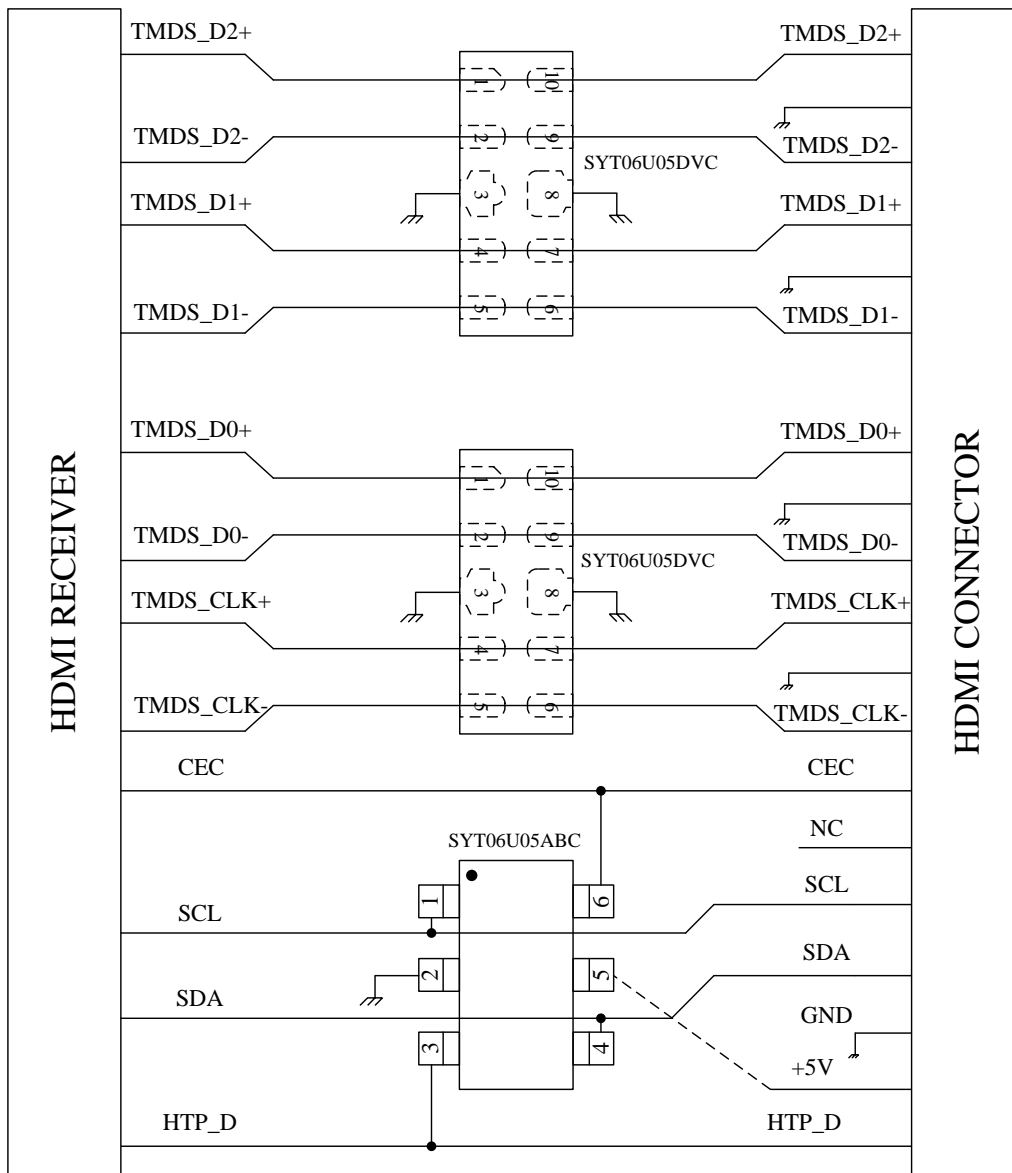 TMDS_D2+
TMDS_D2+
1
10
TMDS_D2-
2
9
TMDS_D2-
SYT06U05DVC
3
8
TMDS_D1+
TMDS_D1+
4
7
TMDS_D1-
5
6
TMDS_D1-
HDMI RECEIVER
HDMI CONNECTOR
TMDS_D0+
TMDS_D0+
1
10
TMDS_D0-
2
9
TMDS_D0-
SYT06U05DVC
3
8
TMDS_CLK+
TMDS_CLK+
4
7
TMDS_CLK-
5
6
TMDS_CLK-
CEC
CEC
NC
SYT06U05ABC
1
6
SCL
SCL
2
5
SDA
SDA
GND
3
4
+5V
HTP_D
HTP_D